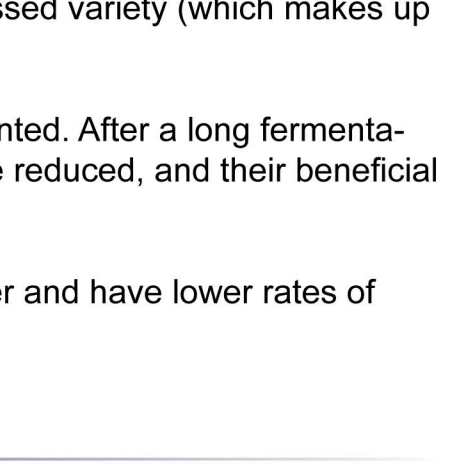 ssed variety (which makes up
nted. After a long fermenta-
reduced, and their beneficial
er and have lower rates of